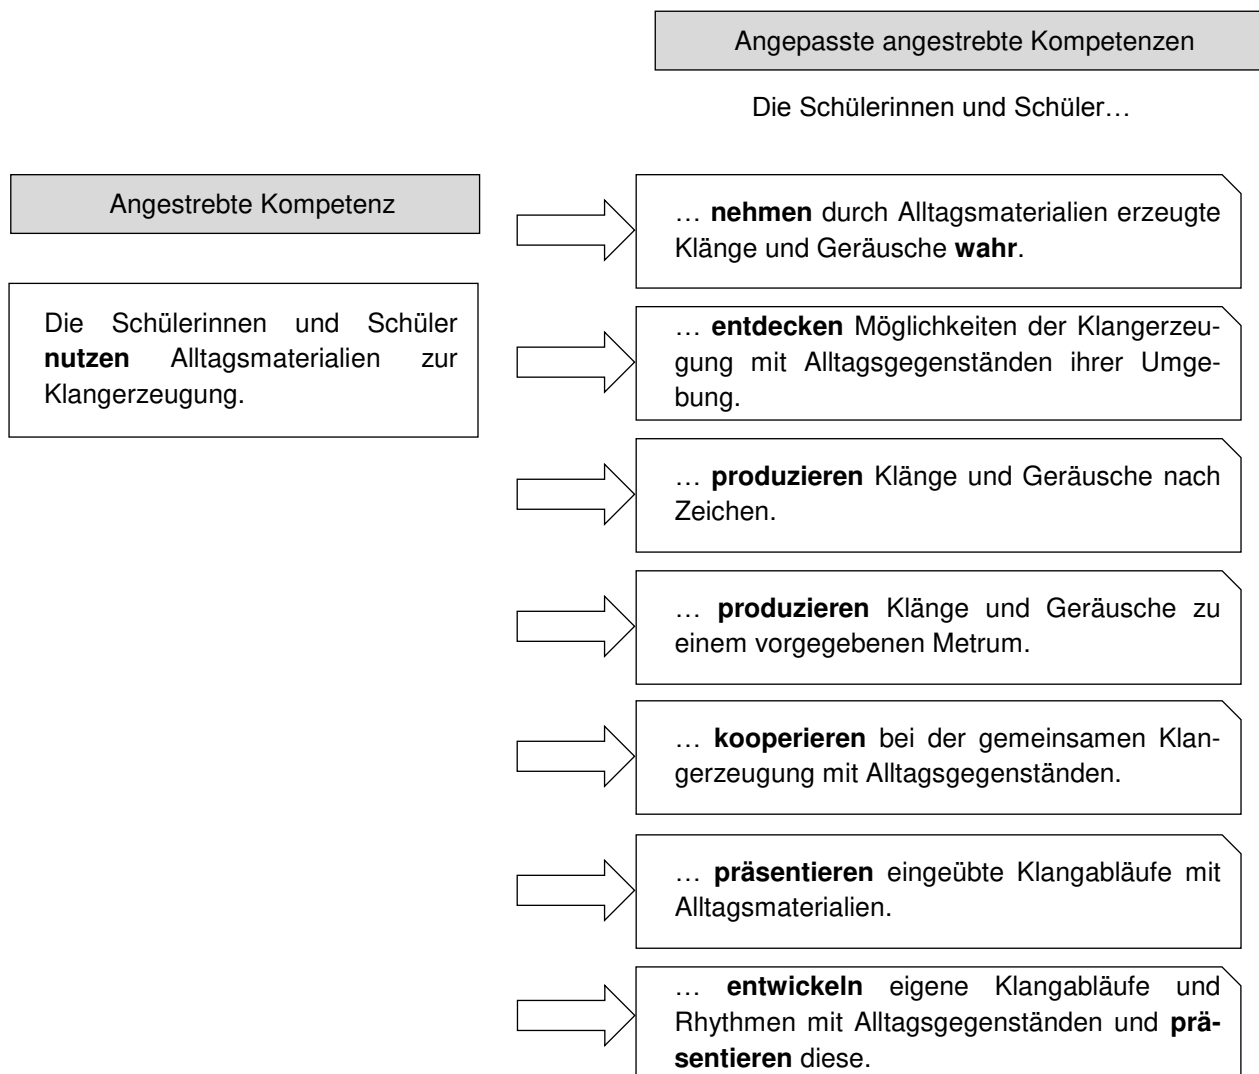 Angepasste angestrebte Kompetenzen
Die Schülerinnen und Schüler…
Angestrebte Kompetenz
Die Schülerinnen und Schüler
nutzen Alltagsmaterialien zur
Klangerzeugung.
… nehmen durch Alltagsmaterialien erzeugte
Klänge und Geräusche wahr.
… entdecken Möglichkeiten der Klangerzeu-
gung mit Alltagsgegenständen ihrer Umge-
bung.
… produzieren Klänge und Geräusche nach
Zeichen.
… produzieren Klänge und Geräusche zu
einem vorgegebenen Metrum.
… kooperieren bei der gemeinsamen Klan-
gerzeugung mit Alltagsgegenständen.
… präsentieren eingeübte Klangabläufe mit
Alltagsmaterialien.
… entwickeln eigene Klangabläufe und
Rhythmen mit Alltagsgegenständen und prä-
sentieren diese.